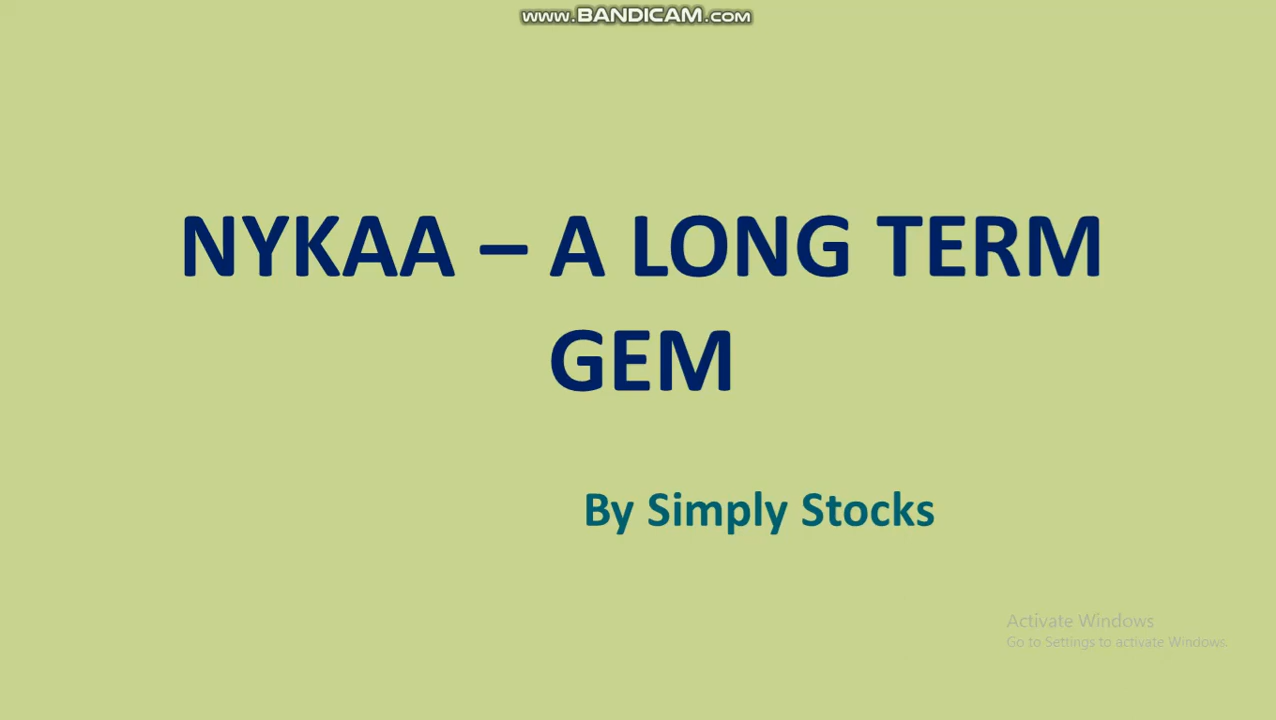 www.BANDICAM.com
NYKAA – A LONG TERM
GEM
By Simply Stocks
Activate Windows
Go to Settings to activate Windows.